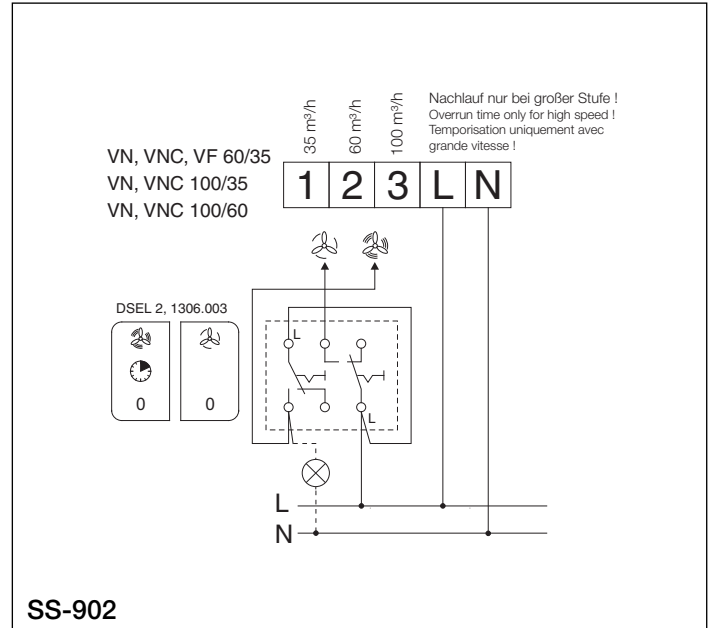 35 m³/h
60 m³/h
100 m³/h
Nachlauf nur bei großer Stufe !
Overrun time only for high speed !
Temporisation uniquement avec
grande vitesse !
VN, VNC, VF 60/35
VN, VNC 100/35
VN, VNC 100/60
1 2 3 L N
DSEL 2, 1306.003
0
0
L
L
L
N
SS-902